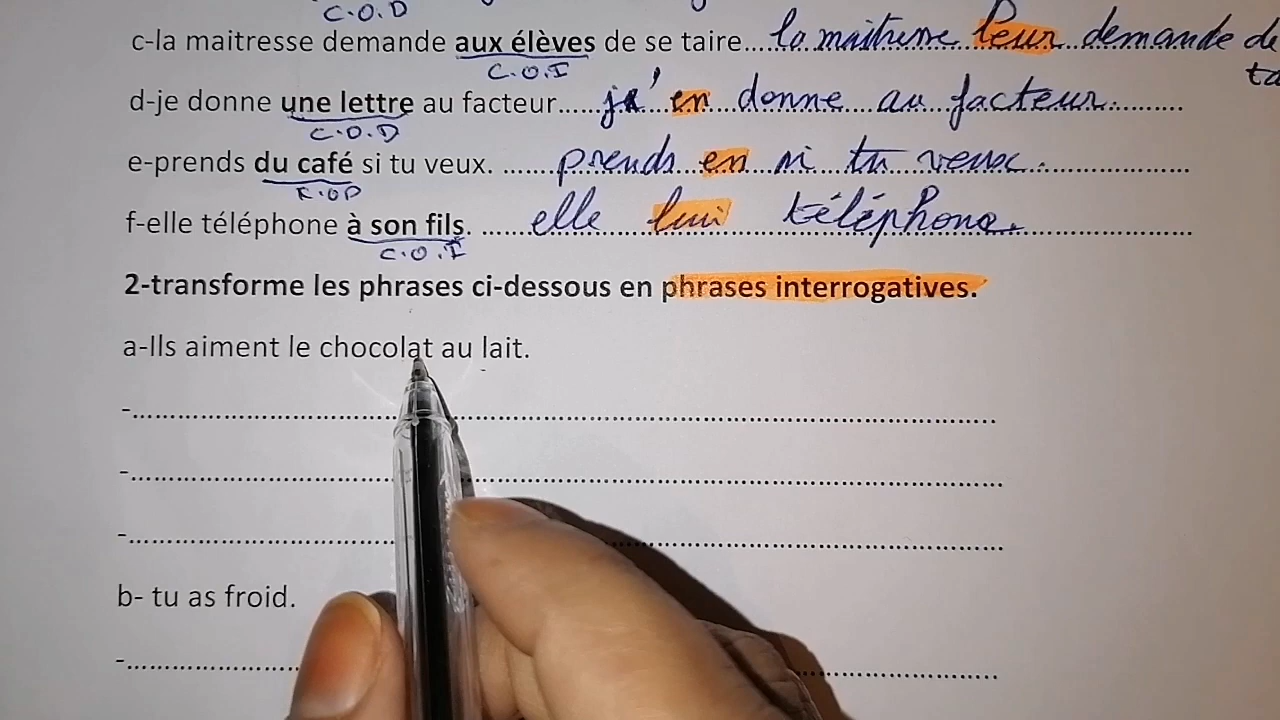 C.O.D
c-la maitresse demande aux élèves de se taire....la maitresse leur demande de
C.O.I
ta
d-je donne une lettre au facteur......j' en donne au facteur.
C.O.D
e-prends du café si tu veux. .......prends en si tu veux.
C.O.D
f-elle téléphone à son fils. ......elle lui téléphone.
C.O.I
2-transforme les phrases ci-dessous en phrases interrogatives.
a-Ils aiment le chocolat au lait.
-
-
-
b- tu as froid.
-